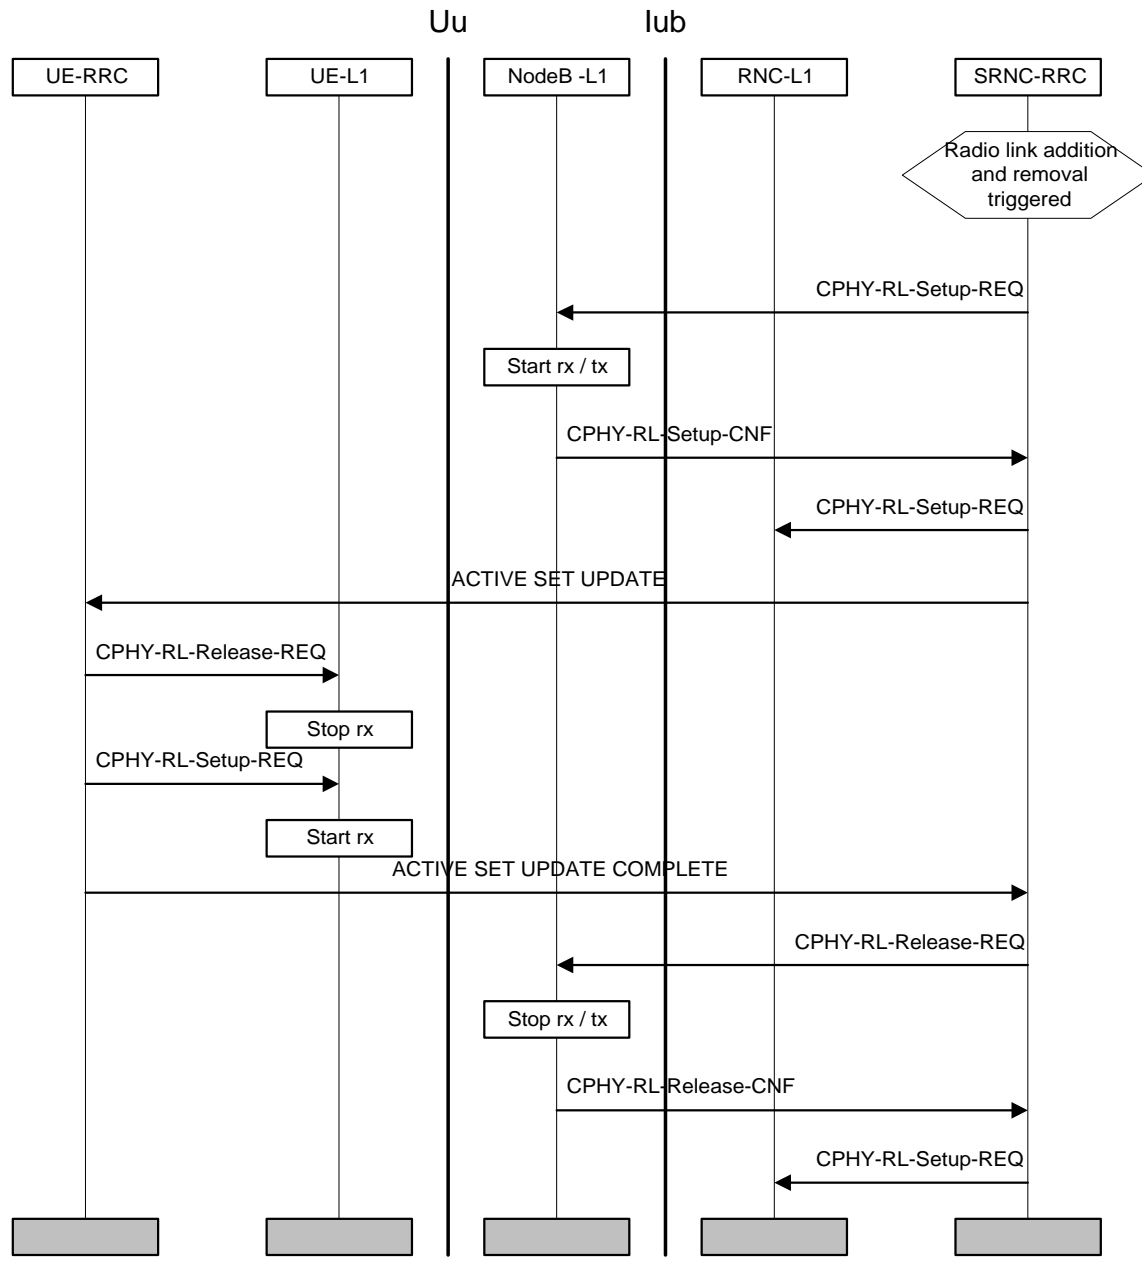 Uu
Iub
UE-RRC
UE-L1
NodeB -L1
RNC-L1
SRNC-RRC
Radio link addition
and removal
triggered
CPHY-RL-Setup-REQ
Start rx / tx
CPHY-RL-Setup-CNF
CPHY-RL-Setup-REQ
ACTIVE SET UPDATE
CPHY-RL-Release-REQ
Stop rx
CPHY-RL-Setup-REQ
Start rx
ACTIVE SET UPDATE COMPLETE
CPHY-RL-Release-REQ
Stop rx / tx
CPHY-RL-Release-CNF
CPHY-RL-Setup-REQ